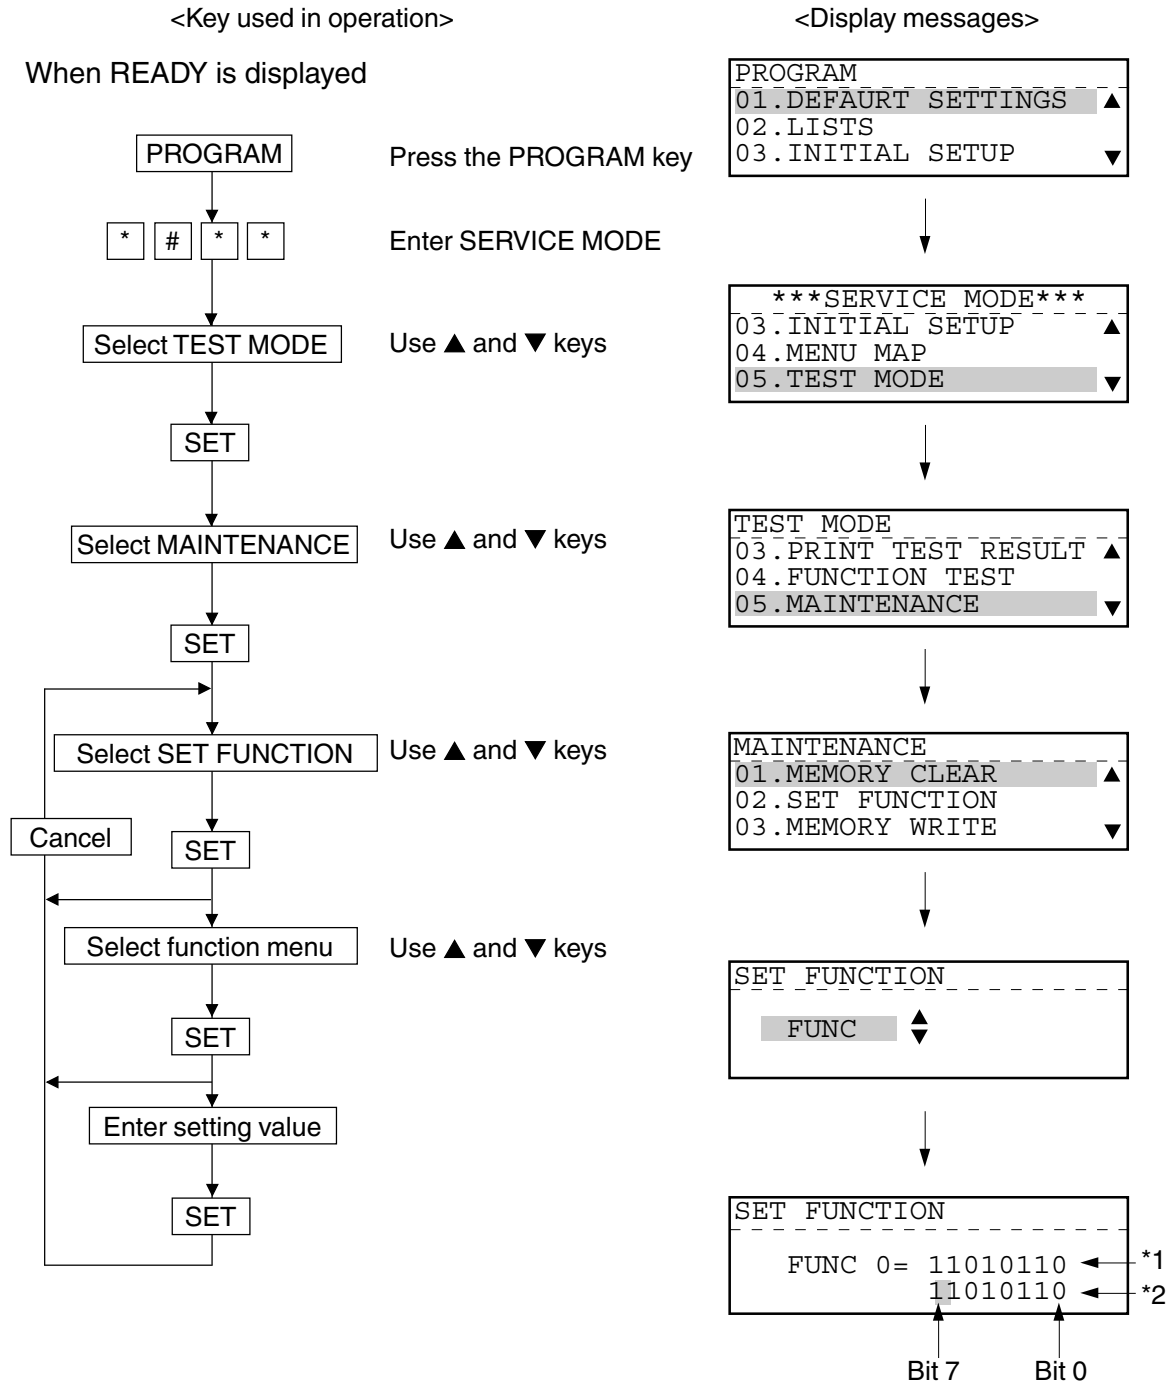 <Key used in operation>
<Display messages>
When READY is displayed
PROGRAM
Press the PROGRAM key
* # * *
Enter SERVICE MODE
Select TEST MODE
Use ▲ and ▼ keys
SET
Select MAINTENANCE
Use ▲ and ▼ keys
SET
Select SET FUNCTION
Use ▲ and ▼ keys
Cancel
SET
Select function menu
Use ▲ and ▼ keys
SET
Enter setting value
SET
PROGRAM
01.DEFAURT SETTINGS ▲
02.LISTS
03.INITIAL SETUP ▼
***SERVICE MODE***
03.INITIAL SETUP ▲
04.MENU MAP
05.TEST MODE ▼
TEST MODE
03.PRINT TEST RESULT ▲
04.FUNCTION TEST
05.MAINTENANCE ▼
MAINTENANCE
01.MEMORY CLEAR ▲
02.SET FUNCTION
03.MEMORY WRITE ▼
SET FUNCTION
FUNC
SET FUNCTION
FUNC 0= 11010110 *1
11010110 *2
Bit 7 Bit 0